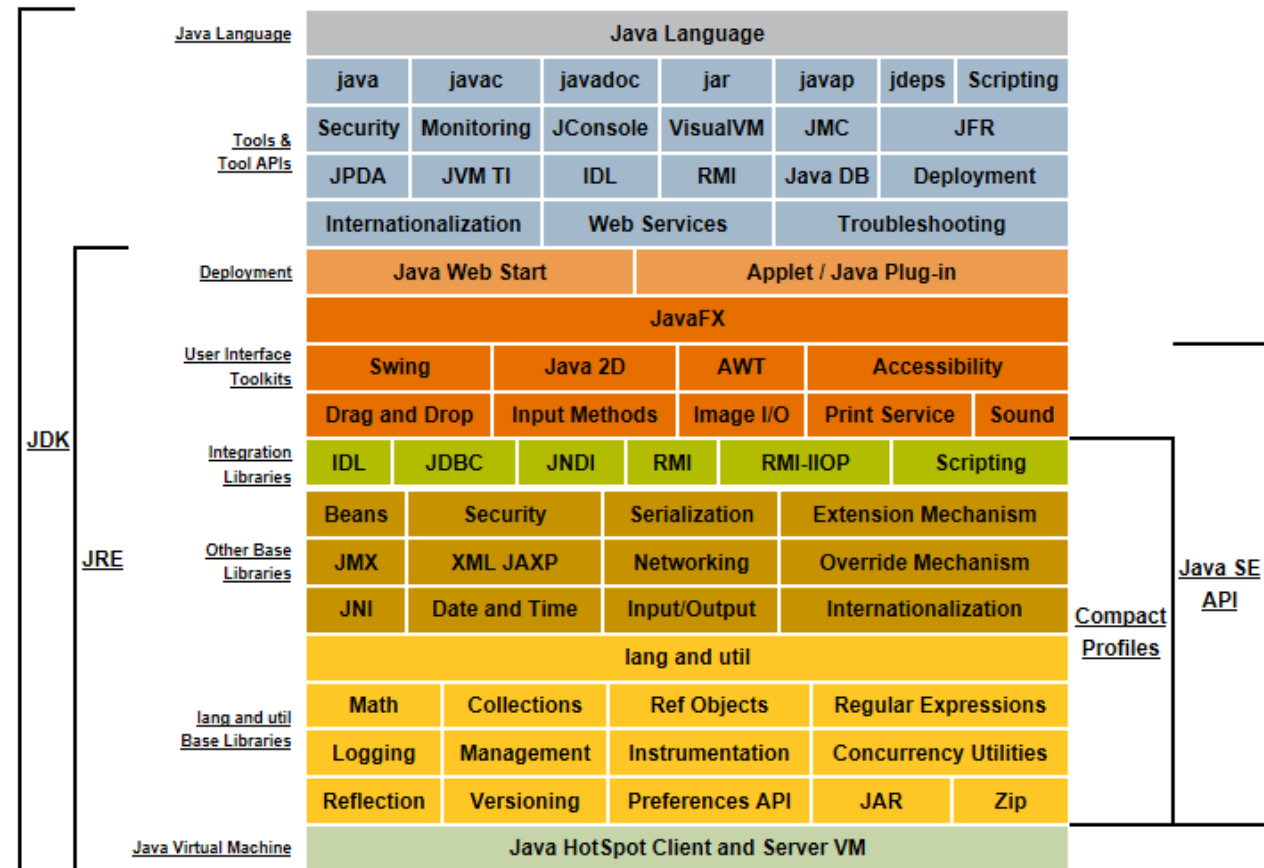 Java Language Java Language
java javac javadoc jar javap jdeps Scripting
Security Monitoring JConsole VisualVM JMC JFR
Tools &
Tool APIs
JPDA JVM TI IDL RMI Java DB Deployment
Internationalization Web Services Troubleshooting
Deployment Java Web Start Applet / Java Plug-in
JavaFX
User Interface
Toolkits
Swing Java 2D AWT Accessibility
Drag and Drop Input Methods Image I/O Print Service Sound
JDK
Integration
Libraries
IDL JDBC JNDI RMI RMI-IIOP Scripting
Beans Security Serialization Extension Mechanism
JRE
Other Base
Libraries
JMX XML JAXP Networking Override Mechanism
Java SE
API
JNI Date and Time Input/Output Internationalization
Compact
Profiles
lang and util
lang and util
Base Libraries
Math Collections Ref Objects Regular Expressions
Logging Management Instrumentation Concurrency Utilities
Reflection Versioning Preferences API JAR Zip
Java Virtual Machine Java HotSpot Client and Server VM